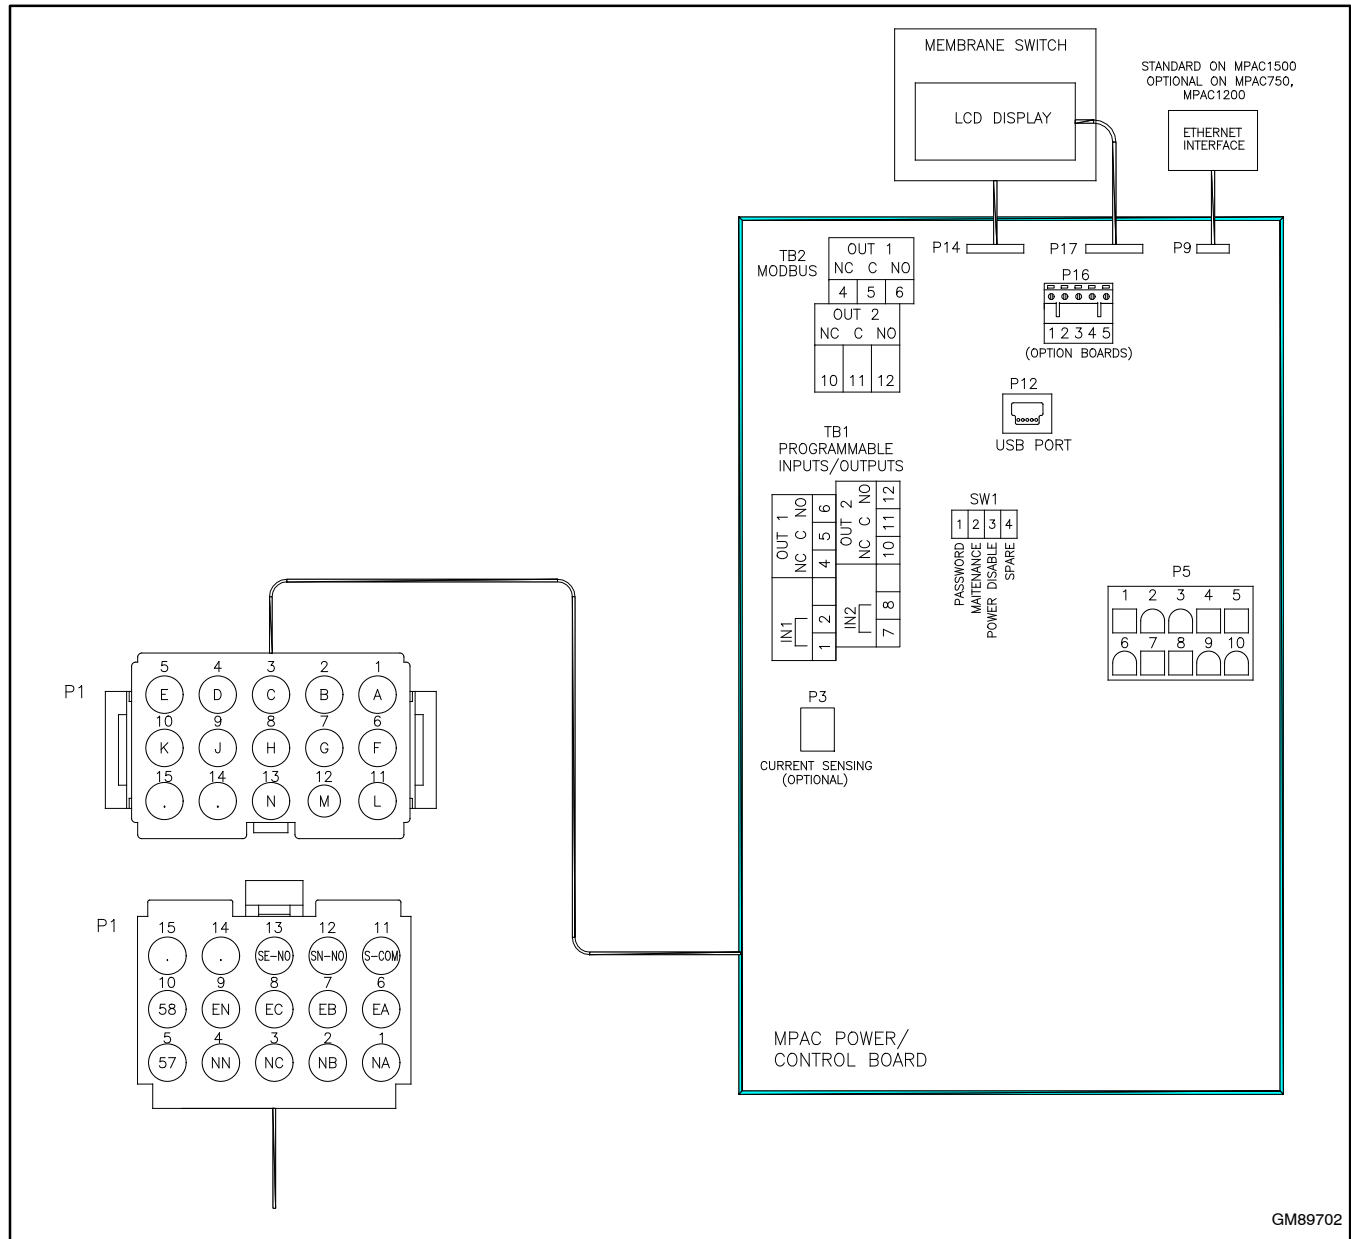 MEMBRANE SWITCH
LCD DISPLAY
STANDARD ON MPAC1500
OPTIONAL ON MPAC750,
MPAC1200
ETHERNET
INTERFACE
P14
P17
P9
TB2
MODBUS
OUT 1
NC C NO
4 5 6
OUT 2
NC C NO
10 11 12
P16
1 2 3 4 5
(OPTION BOARDS)
P12
USB PORT
TB1
PROGRAMMABLE
INPUTS/OUTPUTS
OUT 1
NC C NO
4 5 6
IN1
1 2
OUT 2
NC C NO
10 11 12
IN2
7 8
SW1
1 2 3 4
PASSWORD
MAITENANCE
POWER DISABLE
SPARE
P5
1 2 3 4 5
6 7 8 9 10
P3
CURRENT SENSING
(OPTIONAL)
P1
5 4 3 2 1
E D C B A
10 9 8 7 6
K J H G F
15 14 13 12 11
. . N M L
P1
15 14 13 12 11
. . SE-NO SN-NO S-COM
10 9 8 7 6
58 EN EC EB EA
5 4 3 2 1
57 NN NC NB NA
MPAC POWER/
CONTROL BOARD
GM89702